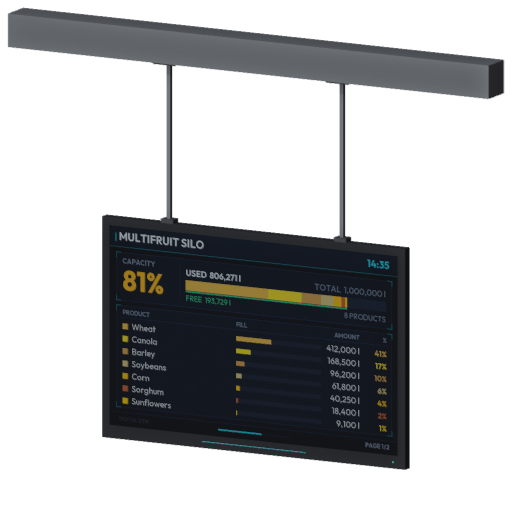 MULTIFRUIT SILO
14:35
CAPACITY
81%
USED 806,271 l
TOTAL 1,000,000 l
FREE 193,729 l
8 PRODUCTS
PRODUCT FILL AMOUNT %
Wheat 412,000 l 41%
Canola 168,500 l 17%
Barley 96,200 l 10%
Soybeans 61,800 l 6%
Corn 40,250 l 4%
Sorghum 18,400 l 2%
Sunflowers 9,100 l 1%
PAGE 1/2